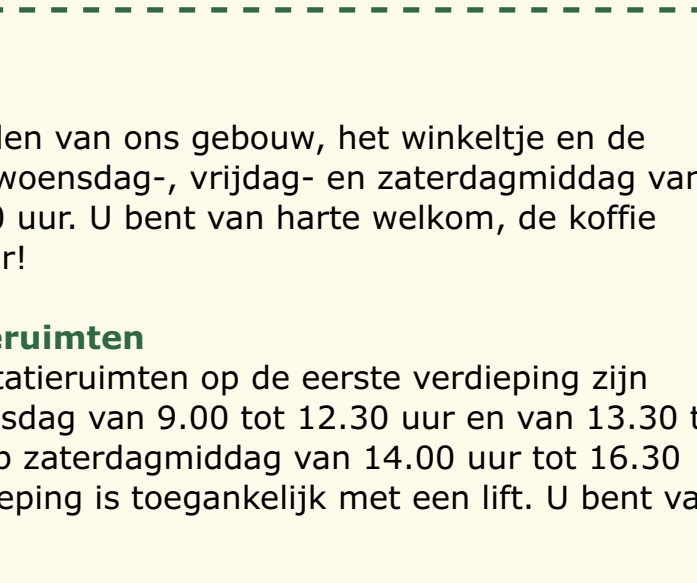 len van ons gebouw, het winkeltje en de
woensdag-, vrijdag- en zaterdagmiddag van
0 uur. U bent van harte welkom, de koffie
r!
eruimten
tatieruimten op de eerste verdieping zijn
sdag van 9.00 tot 12.30 uur en van 13.30 t
p zaterdagmiddag van 14.00 uur tot 16.30
eping is toegankelijk met een lift. U bent va